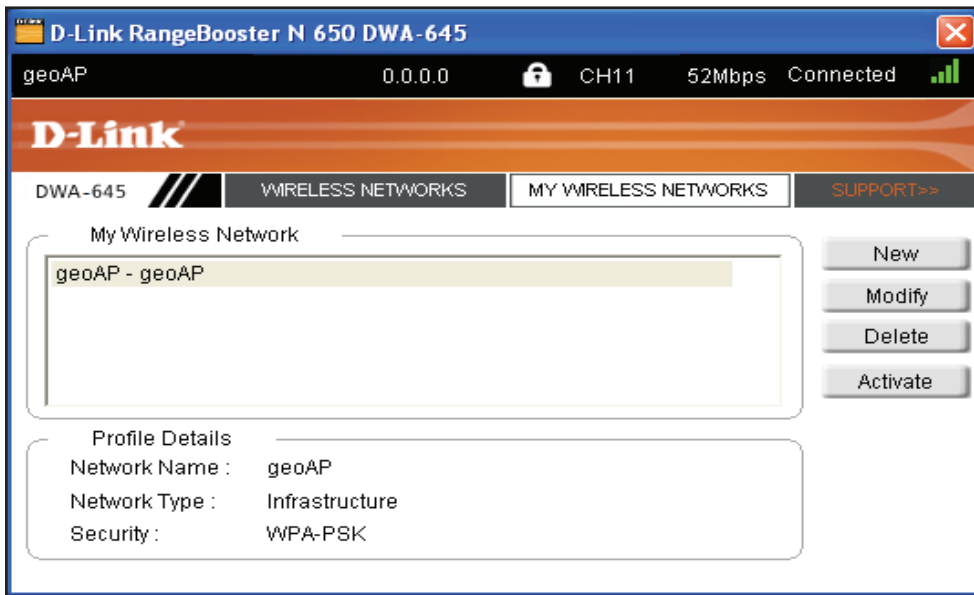 D-Link RangeBooster N 650 DWA-645
geoAP 0.0.0.0 CH11 52Mbps Connected
D-Link
DWA-645 WIRELESS NETWORKS MY WIRELESS NETWORKS SUPPORT>>
My Wireless Network
geoAP - geoAP
New
Modify
Delete
Activate
Profile Details
Network Name : geoAP
Network Type : Infrastructure
Security : WPA-PSK